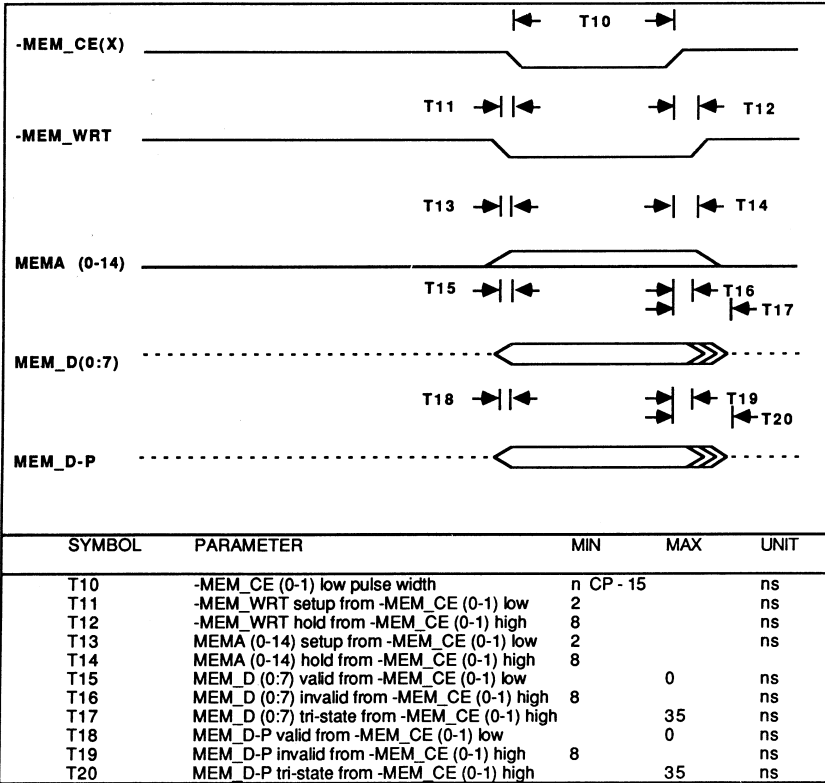 T10
-MEM_CE(X)
T11 T12
-MEM_WRT
T13 T14
MEMA (0-14)
T15 T16
T17
MEM_D(0:7)
T18 T19
T20
MEM_D-P
SYMBOL PARAMETER MIN MAX UNIT
T10 -MEM_CE (0-1) low pulse width n CP - 15 ns
T11 -MEM_WRT setup from -MEM_CE (0-1) low 2 ns
T12 -MEM_WRT hold from -MEM_CE (0-1) high 8 ns
T13 MEMA (0-14) setup from -MEM_CE (0-1) low 2 ns
T14 MEMA (0-14) hold from -MEM_CE (0-1) high 8
T15 MEM_D (0:7) valid from -MEM_CE (0-1) low 0 ns
T16 MEM_D (0:7) invalid from -MEM_CE (0-1) high 8 ns
T17 MEM_D (0:7) tri-state from -MEM_CE (0-1) high 35 ns
T18 MEM_D-P valid from -MEM_CE (0-1) low 0 ns
T19 MEM_D-P invalid from -MEM_CE (0-1) high 8 ns
T20 MEM_D-P tri-state from -MEM_CE (0-1) high 35 ns